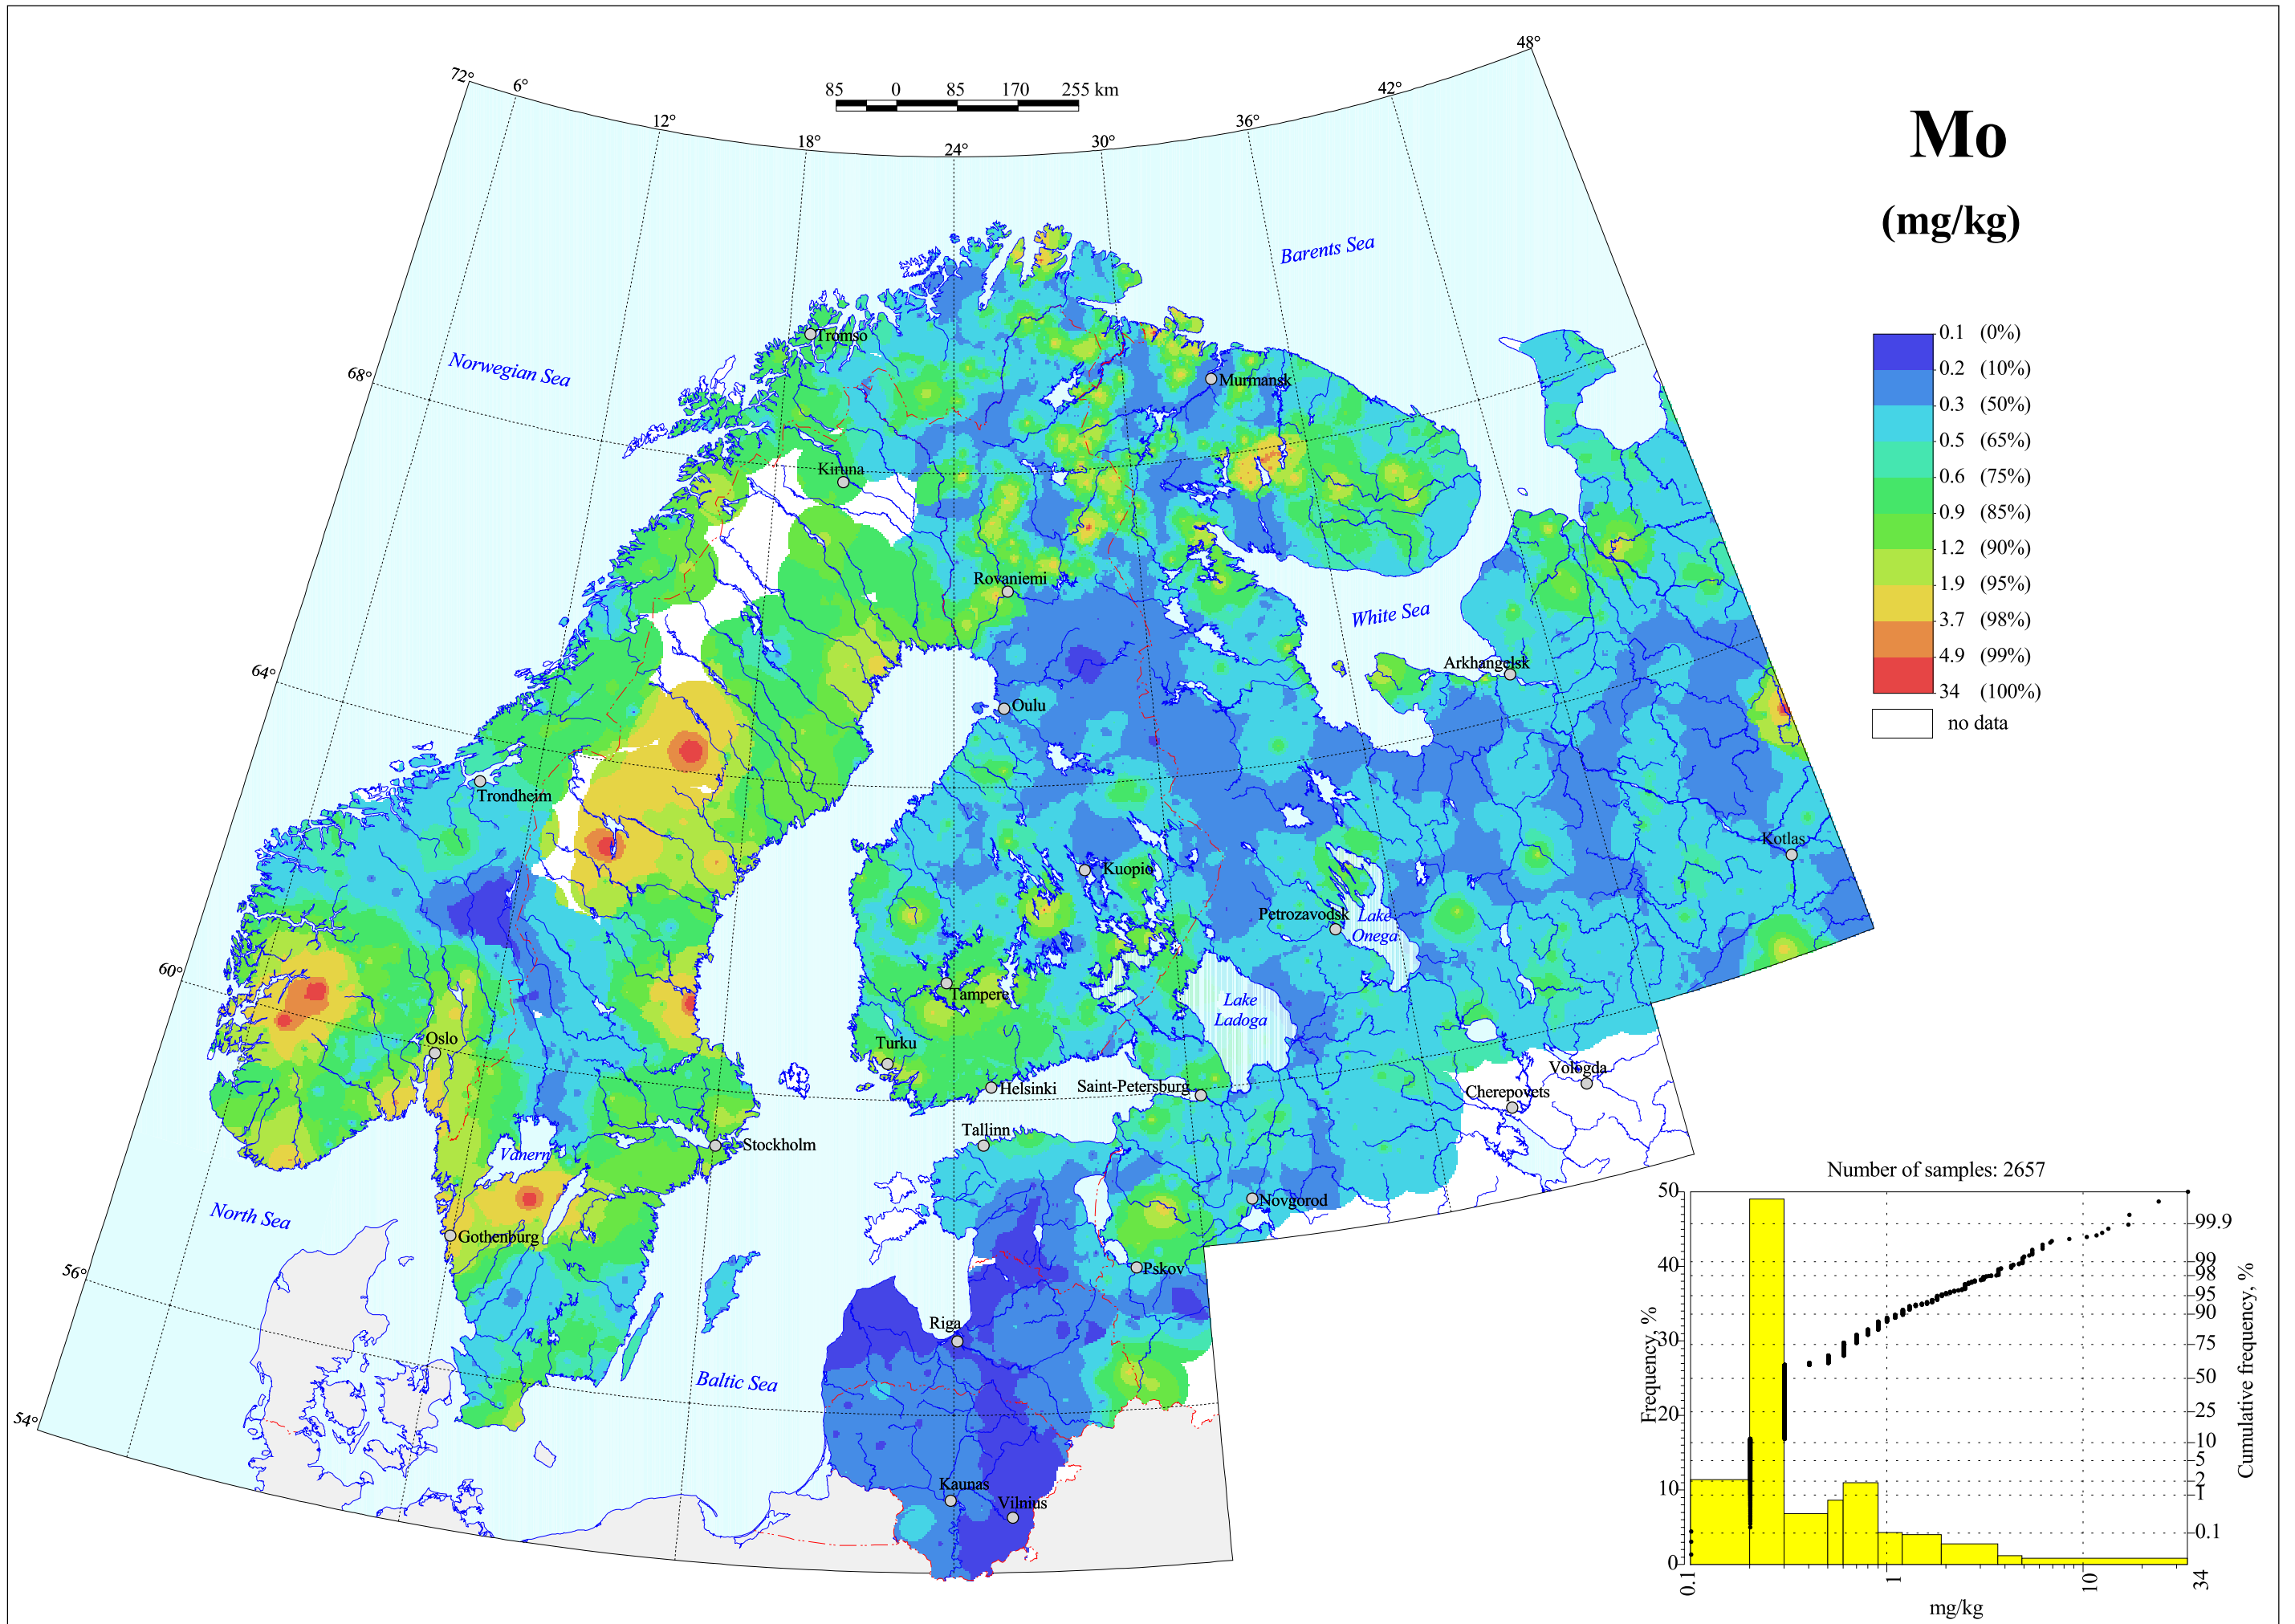 48°
72°
6°
42°
85 0 85 170 255 km
12°
36°
18°
30°
24°
Mo
(mg/kg)
Barents Sea
0.1 (0%)
0.2 (10%)
0.3 (50%)
0.5 (65%)
0.6 (75%)
0.9 (85%)
1.2 (90%)
1.9 (95%)
3.7 (98%)
4.9 (99%)
34 (100%)
no data
Tromso
Norwegian Sea
68°
Murmansk
Kiruna
Rovaniemi
White Sea
Arkhangelsk
64°
Oulu
Trondheim
Kotlas
Kuopio
Petrozavodsk
Lake
Onega
60°
Tampere
Lake
Ladoga
Oslo
Turku
Vologda
Helsinki
Saint-Petersburg
Cherepovets
Tallinn
Stockholm
Vanern
Novgorod
North Sea
Gothenburg
Pskov
56°
Riga
Baltic Sea
54°
Kaunas
Vilnius
Number of samples: 2657
50
40
30
20
10
0
Frequency, %
99.9
99
98
95
90
75
50
25
10
5
2
1
0.1
Cumulative frequency, %
0.1
1
10
34
mg/kg